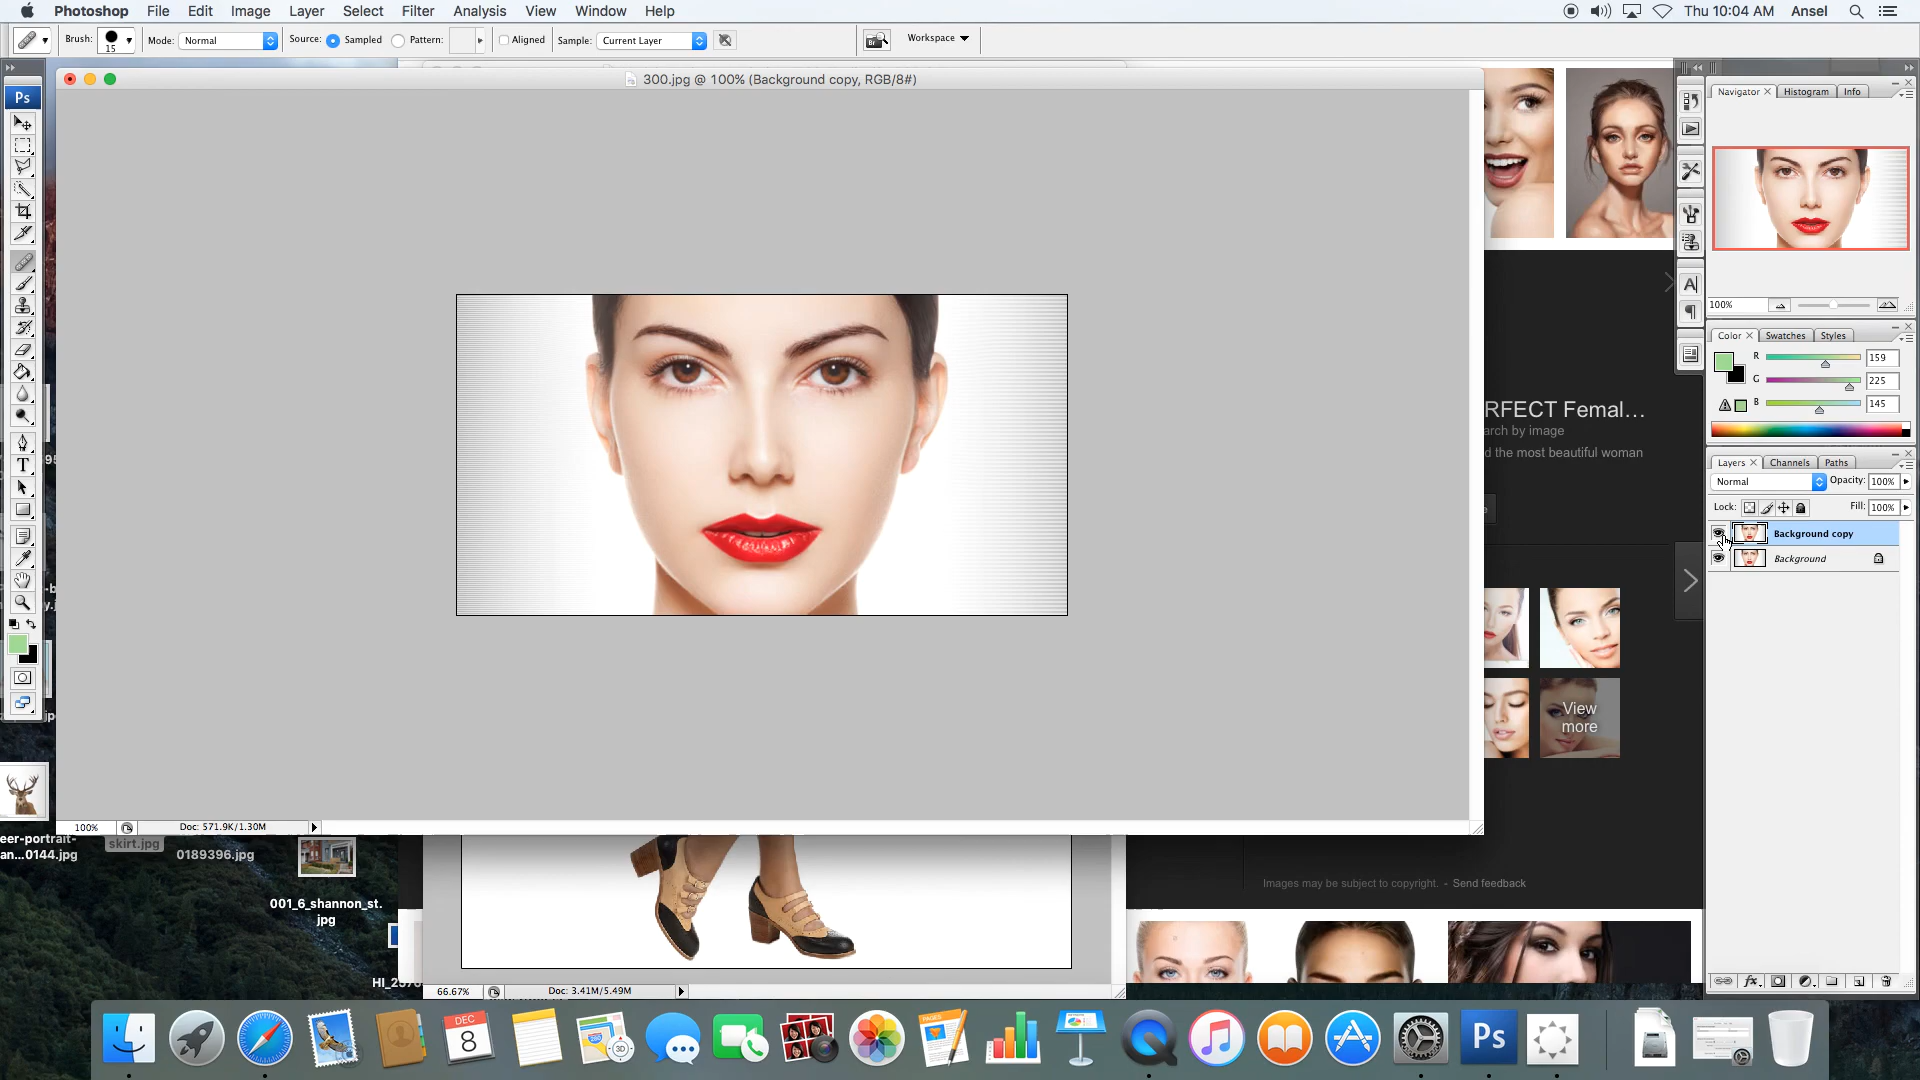 Photoshop File Edit Image Layer Select Filter Analysis View Window Help
Thu 10:04 AM Ansel
Brush: 15 Mode: Normal Source: Sampled Pattern: Aligned Sample: Current Layer Workspace
300.jpg @ 100% (Background copy, RGB/8#)
Ps
Navigator Histogram Info
100%
Color Swatches Styles
R 159
G 225
B 145
Layers Channels Paths
Normal Opacity: 100%
Lock: Fill: 100%
Background copy
Background
RFECT Femal...
arch by image
d the most beautiful woman
View
more
Images may be subject to copyright. - Send feedback
100% Doc: 571.9K/1.30M
skirt.jpg
0189396.jpg
eer-portrait-
an...0144.jpg
001_6_shannon_st.
jpg
66.67% Doc: 3.41M/5.49M
DEC
8
3D
PAGES
Ps